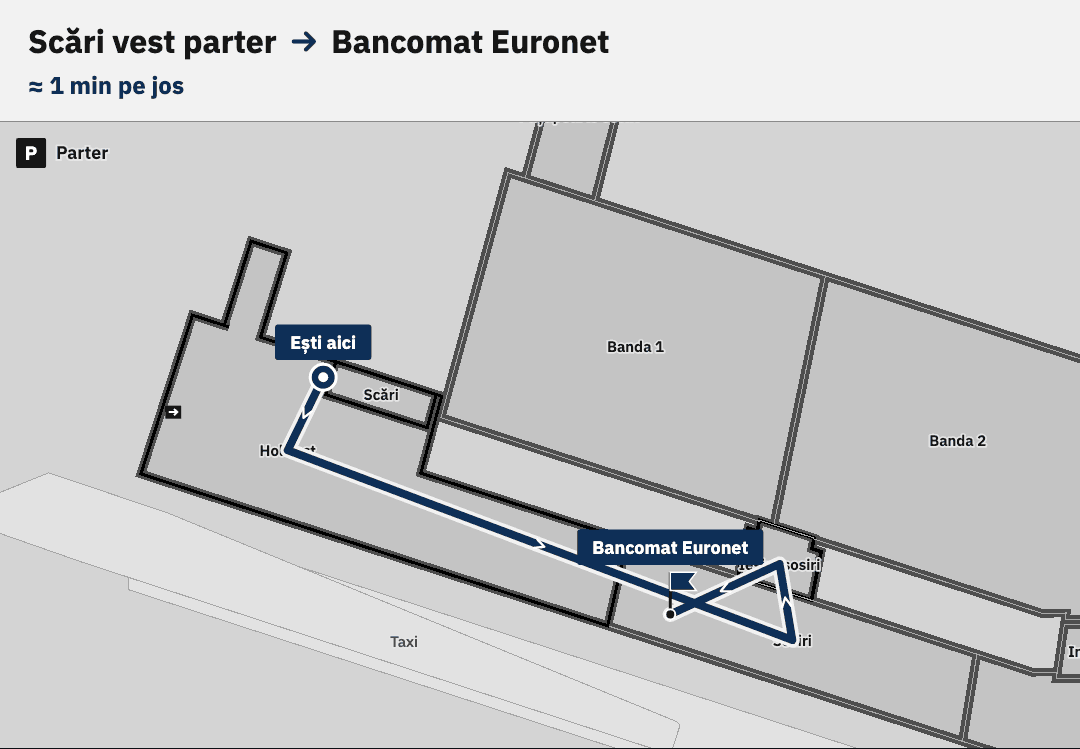 Scări vest parter → Bancomat Euronet
≈ 1 min pe jos
P Parter
Banda 1
Ești aici
Scări
Banda 2
Bancomat Euronet
Taxi